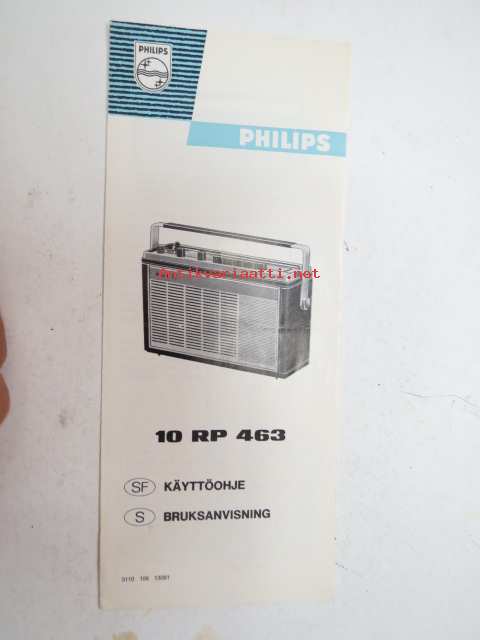 PHILIPS
PHILIPS
Antikvariaatti.net
10 RP 463
SF KÄYTTÖOHJE
S BRUKSANVISNING